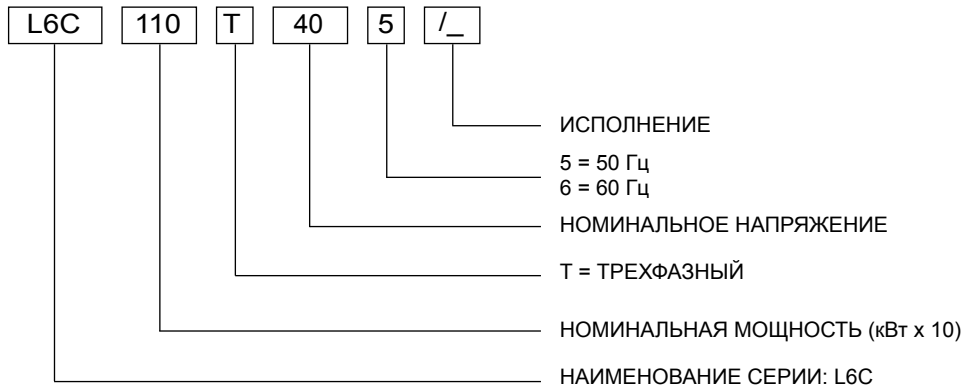 L6C 110 T 40 5 /_
ИСПОЛНЕНИЕ
5 = 50 Гц
6 = 60 Гц
НОМИНАЛЬНОЕ НАПРЯЖЕНИЕ
Т = ТРЕХФАЗНЫЙ
НОМИНАЛЬНАЯ МОЩНОСТЬ (кВт x 10)
НАИМЕНОВАНИЕ СЕРИИ: L6C